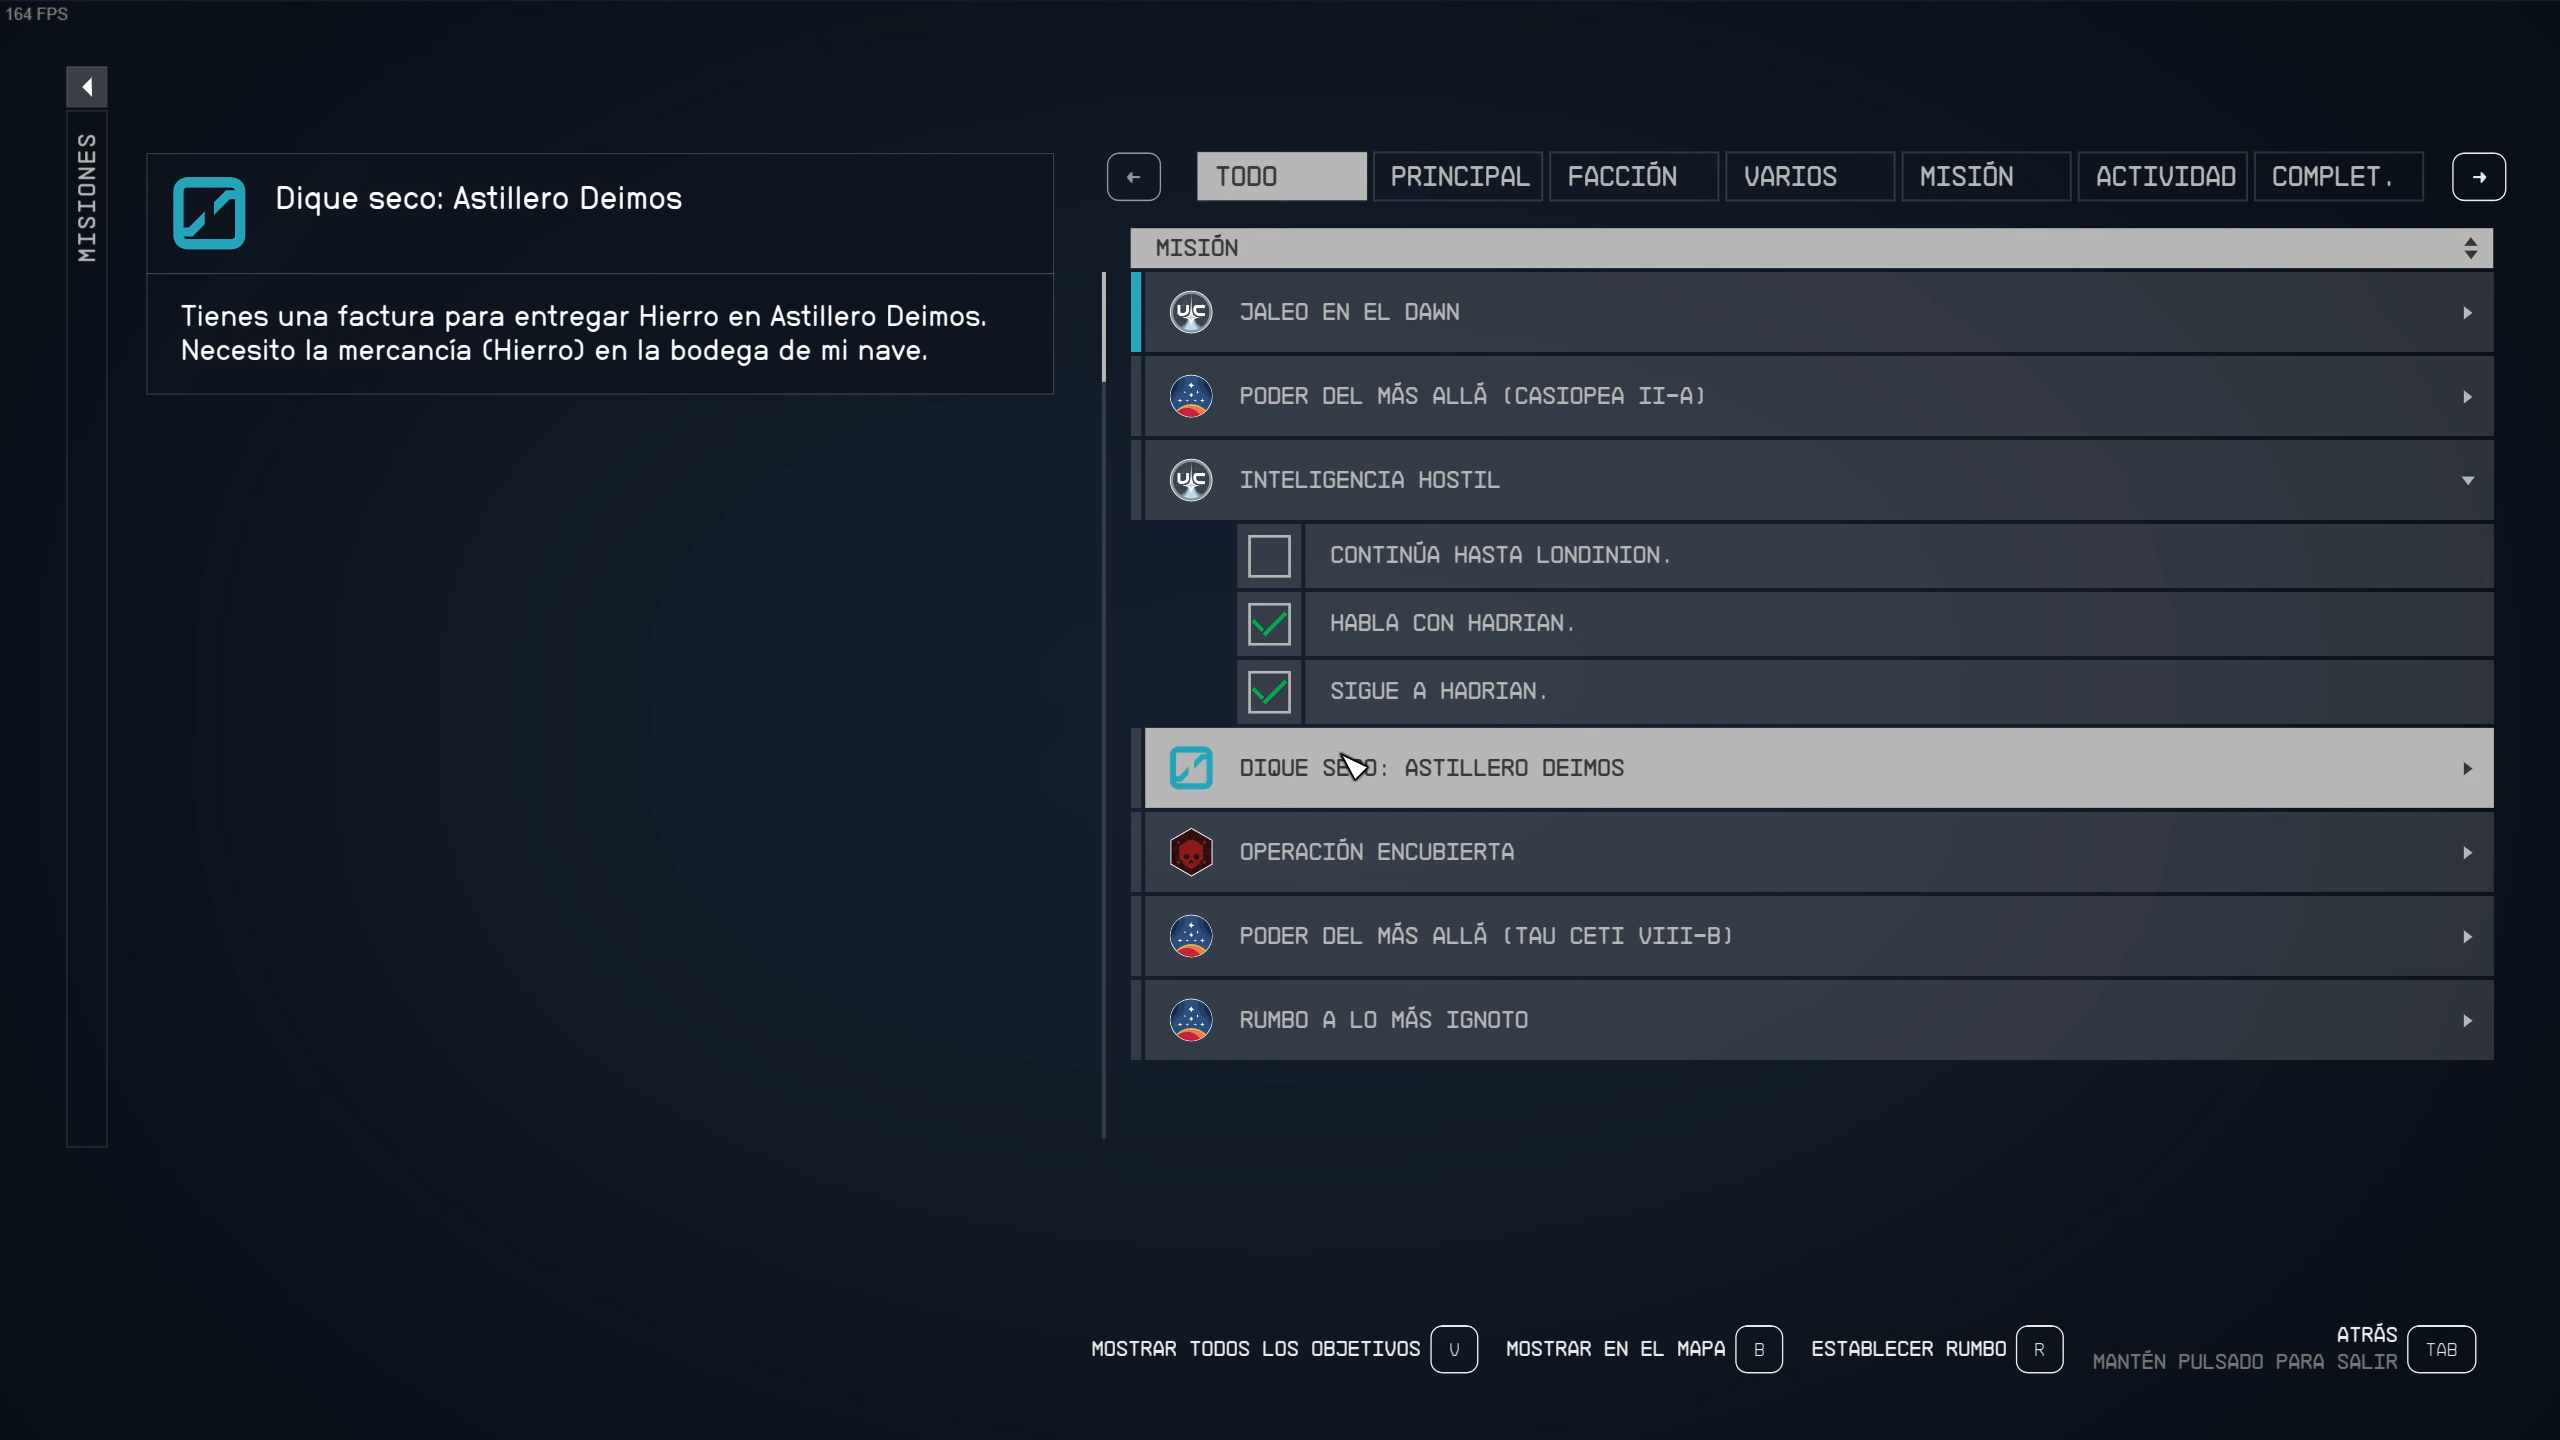 164 FPS
MISIONES
Dique seco: Astillero Deimos
Tienes una factura para entregar Hierro en Astillero Deimos.
Necesito la mercancía (Hierro) en la bodega de mi nave.
TODO
PRINCIPAL
FACCIÓN
VARIOS
MISIÓN
ACTIVIDAD
COMPLET.
MISIÓN
JALEO EN EL DAWN
PODER DEL MÁS ALLÁ (CASIOPEA II-A)
INTELIGENCIA HOSTIL
CONTINÚA HASTA LONDINION.
HABLA CON HADRIAN.
SIGUE A HADRIAN.
DIQUE SECO: ASTILLERO DEIMOS
OPERACIÓN ENCUBIERTA
PODER DEL MÁS ALLÁ (TAU CETI VIII-B)
RUMBO A LO MÁS IGNOTO
MOSTRAR TODOS LOS OBJETIVOS V
MOSTRAR EN EL MAPA B
ESTABLECER RUMBO R
ATRÁS
MANTÉN PULSADO PARA SALIR
TAB